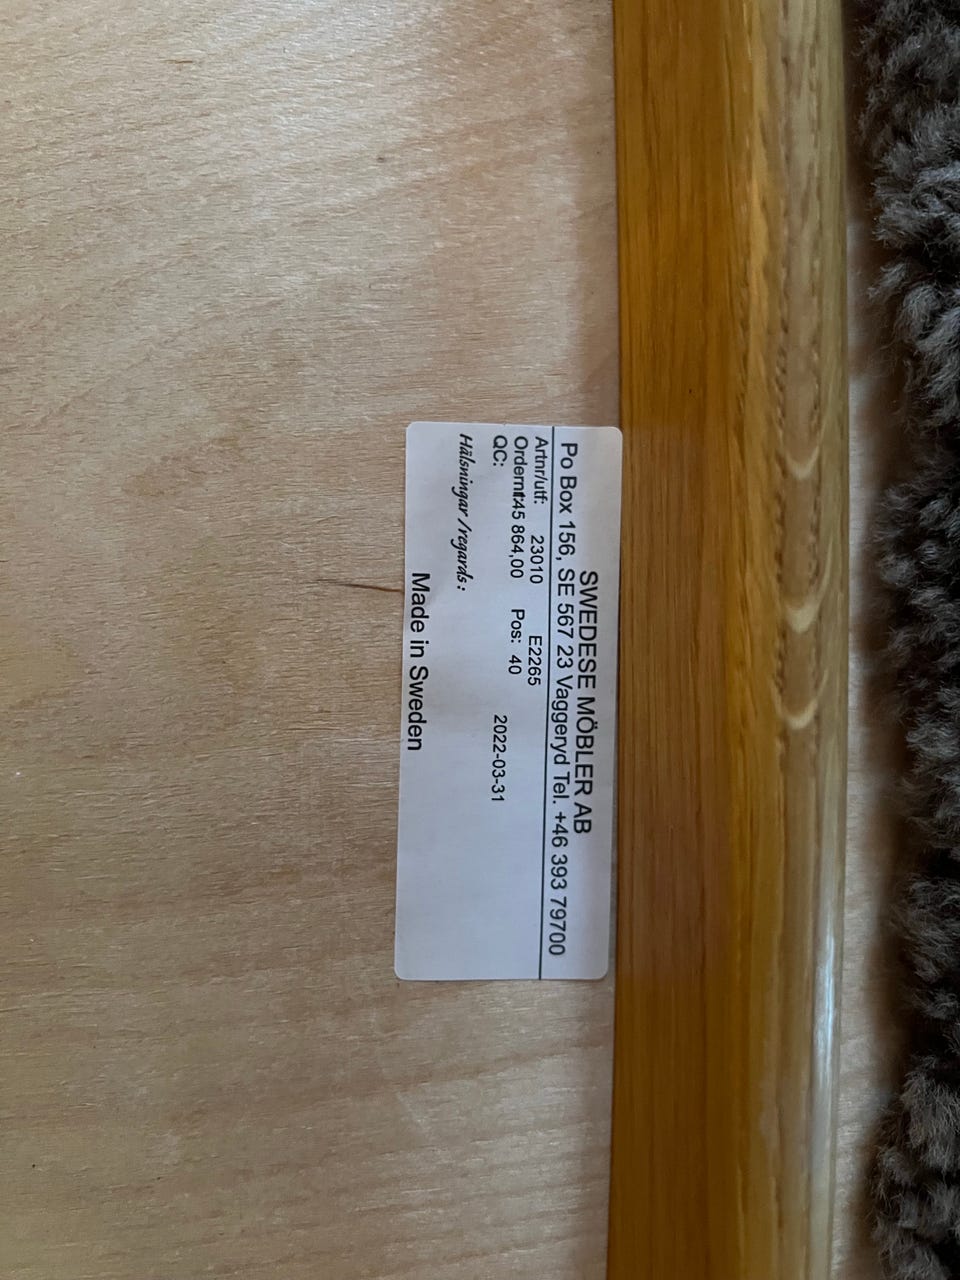 SWEDESE MÖBLER AB
Po Box 156, SE 567 23 Vaggeryd Tel. +46 393 79700
Artnr/utf: 23010 E2265
Ordernr:45 864,00 Pos: 40
QC: 2022-03-31
Hälsningar /regards:
Made in Sweden